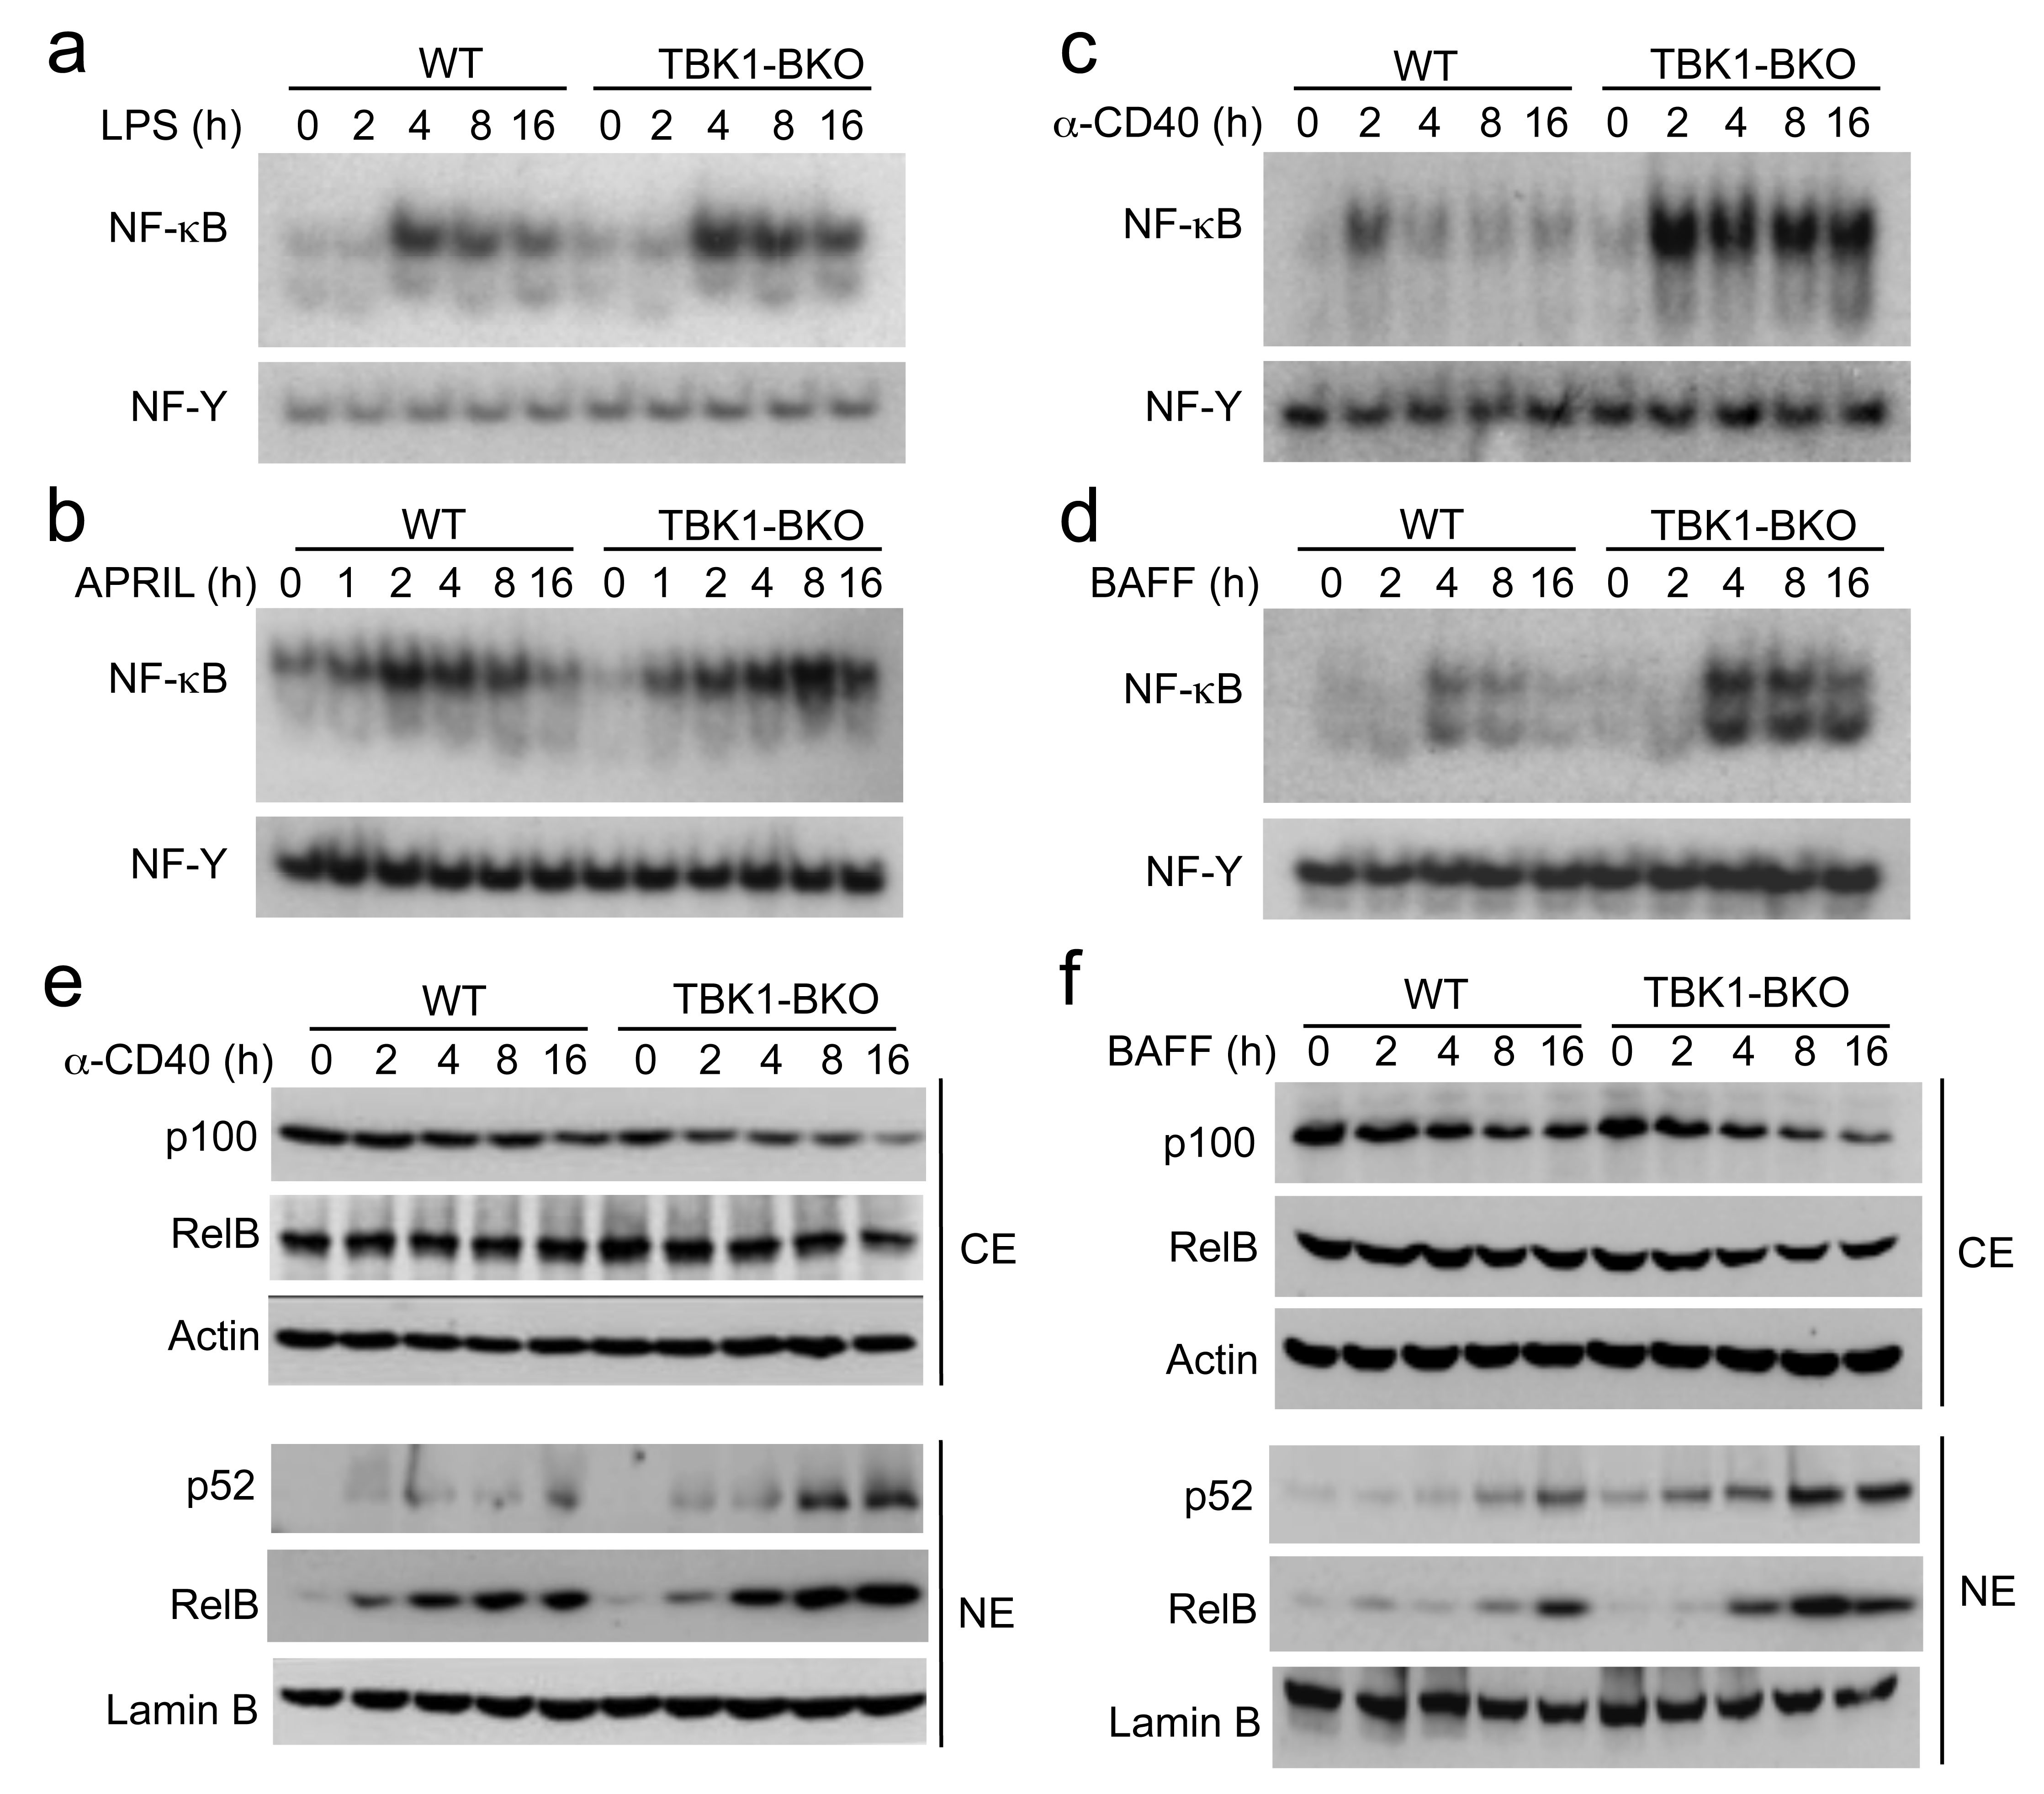 a
WT TBK1-BKO
LPS (h) 0 2 4 8 16 0 2 4 8 16
NF-κB
NF-Y
b
WT TBK1-BKO
APRIL (h) 0 1 2 4 8 16 0 1 2 4 8 16
NF-κB
NF-Y
c
WT TBK1-BKO
α-CD40 (h) 0 2 4 8 16 0 2 4 8 16
NF-κB
NF-Y
d
WT TBK1-BKO
BAFF (h) 0 2 4 8 16 0 2 4 8 16
NF-κB
NF-Y
e
WT TBK1-BKO
α-CD40 (h) 0 2 4 8 16 0 2 4 8 16
p100
RelB
Actin
CE
p52
RelB
Lamin B
NE
f
WT TBK1-BKO
BAFF (h) 0 2 4 8 16 0 2 4 8 16
p100
RelB
Actin
CE
p52
RelB
Lamin B
NE